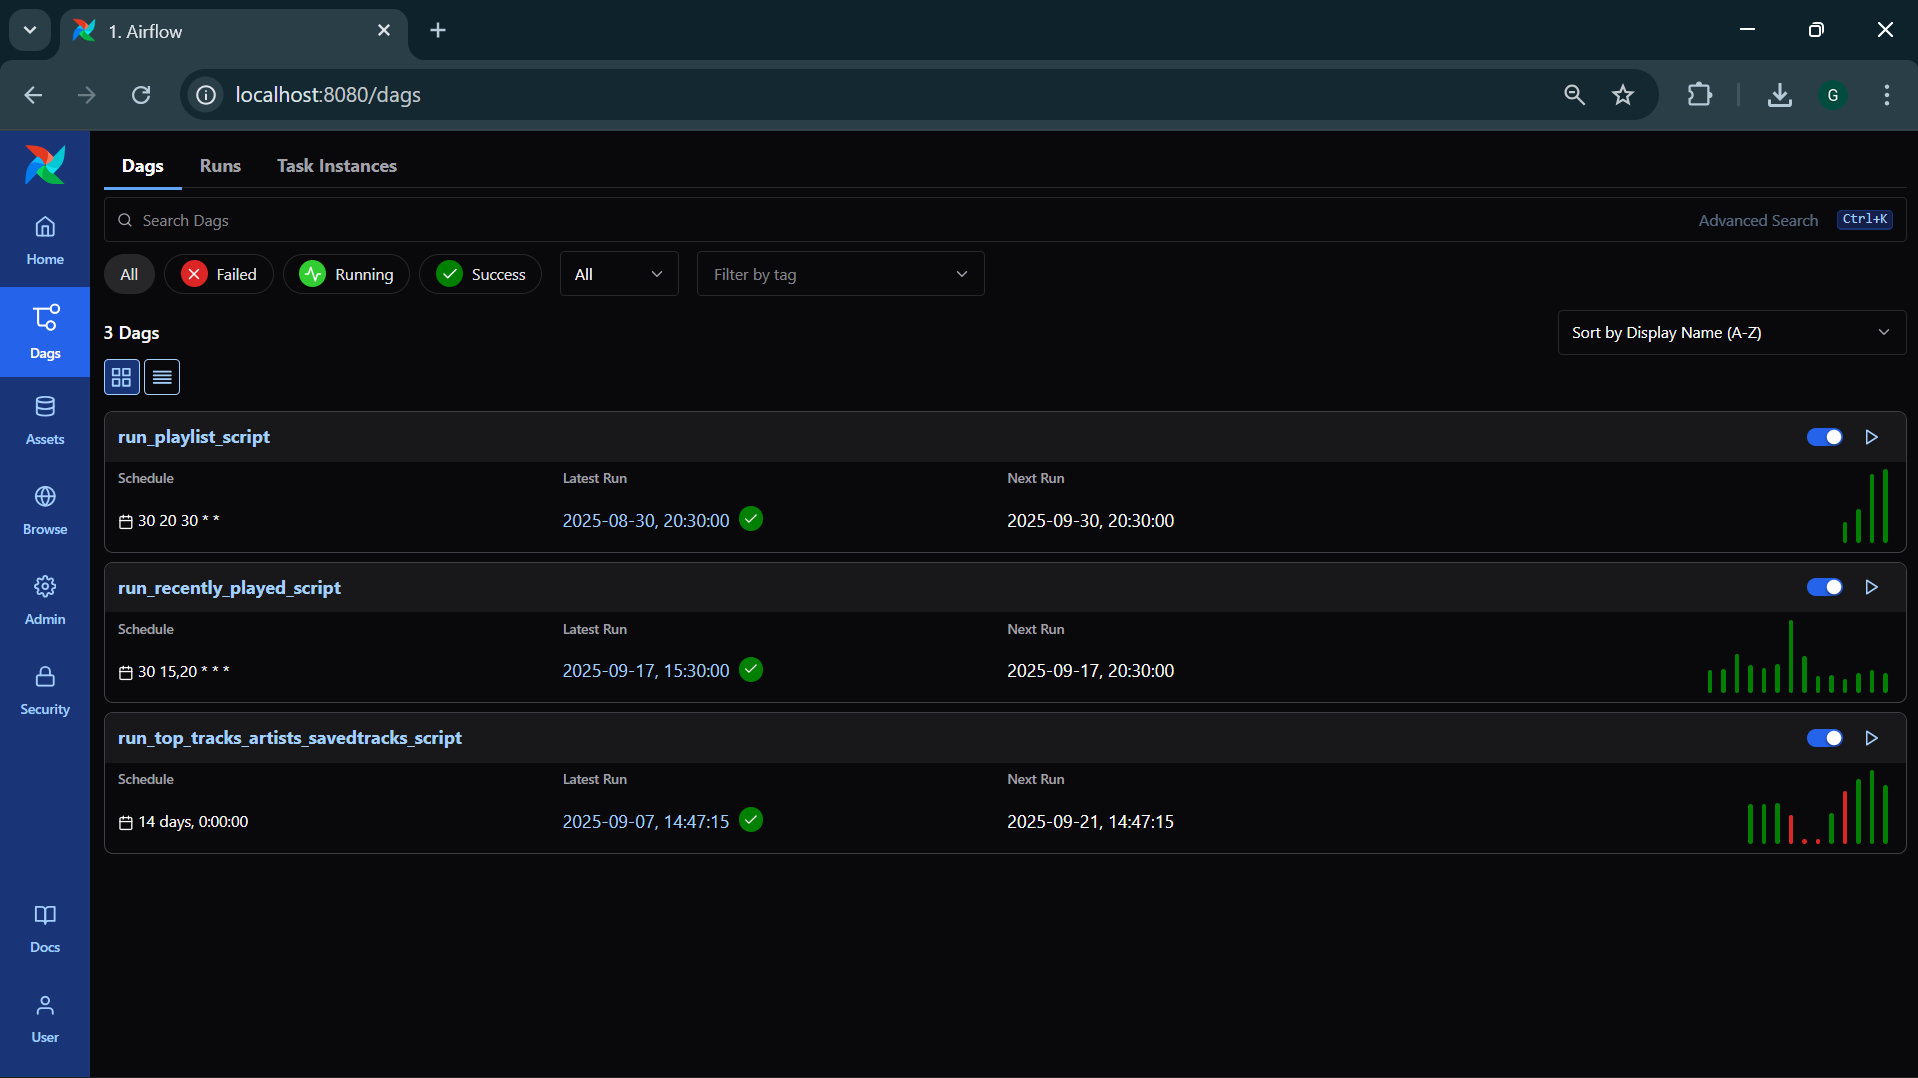 1. Airflow
localhost:8080/dags
G
Dags Runs Task Instances
Search Dags Advanced Search Ctrl+K
All Failed Running Success All Filter by tag
3 Dags Sort by Display Name (A-Z)
Home
Dags
Assets
Browse
Admin
Security
Docs
User
run_playlist_script
Schedule Latest Run Next Run
30 20 30 * * 2025-08-30, 20:30:00 2025-09-30, 20:30:00
run_recently_played_script
Schedule Latest Run Next Run
30 15,20 * * * 2025-09-17, 15:30:00 2025-09-17, 20:30:00
run_top_tracks_artists_savedtracks_script
Schedule Latest Run Next Run
14 days, 0:00:00 2025-09-07, 14:47:15 2025-09-21, 14:47:15